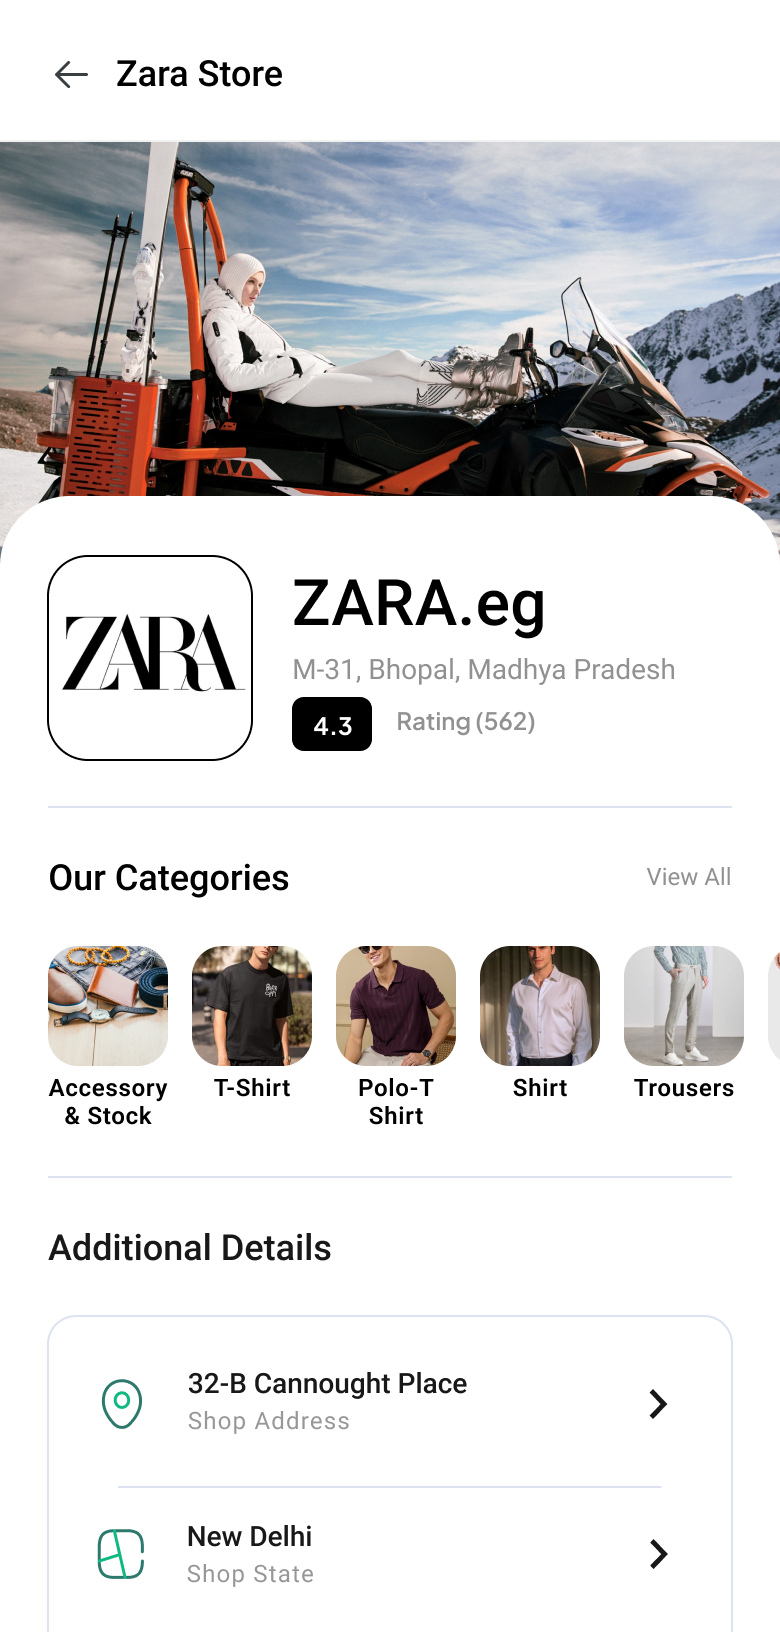 Zara Store
ZARA
ZARA.eg
M-31, Bhopal, Madhya Pradesh
4.3 Rating (562)
Our Categories View All
Accessory
& Stock
T-Shirt
Polo-T
Shirt
Shirt
Trousers
Additional Details
32-B Cannought Place
Shop Address
New Delhi
Shop State